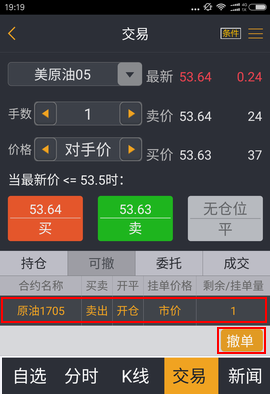 19:19
交易
条件
美原油05 最新 53.64 0.24
手数 1 卖价 53.64 24
价格 对手价 买价 53.63 37
当最新价 <= 53.5时:
53.64 53.63 无仓位
买 卖 平
持仓 可撤 委托 成交
合约名称 买卖 开平 挂单价格 剩余/挂单量
原油1705 卖出 开仓 市价 1
撤单
自选 分时 K线 交易 新闻